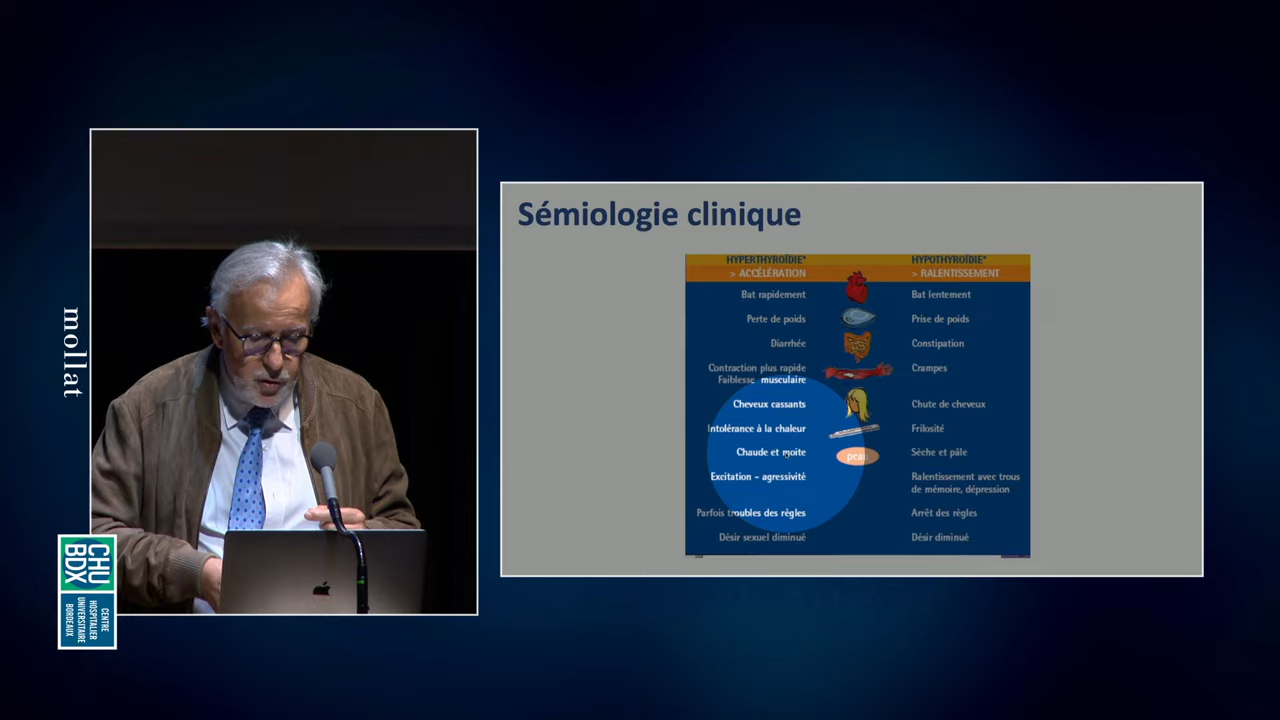 mollat
CHU
BDX
CENTRE
HOSPITALIER
UNIVERSITAIRE
BORDEAUX
Sémiologie clinique
HYPERTHYROÏDIE*
HYPOTHYROÏDIE*
> ACCÉLÉRATION
> RALENTISSEMENT
Bat rapidement
Bat lentement
Perte de poids
Prise de poids
Diarrhée
Constipation
Contraction plus rapide
Faiblesse musculaire
Crampes
Cheveux cassants
Chute de cheveux
Intolérance à la chaleur
Frilosité
Chaude et moite
peau
Sèche et pâle
Excitation – agressivité
Ralentissement avec trous
de mémoire, dépression
Parfois troubles des règles
Arrêt des règles
Désir sexuel diminué
Désir diminué